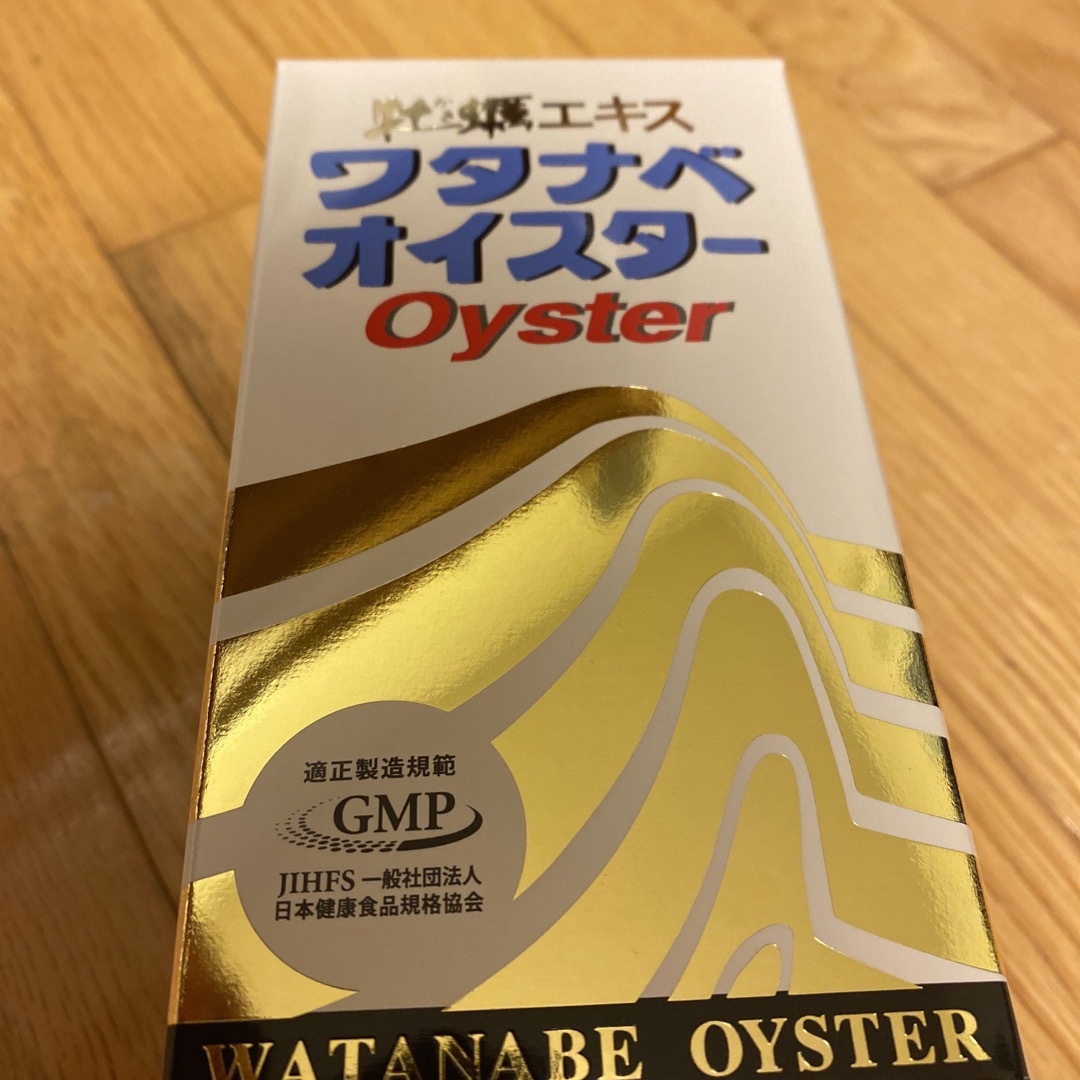 牡蠣エキス
ワタナベ
オイスター
Oyster
適正製造規範
GMP
JIHFS 一般社団法人
日本健康食品規格協会
WATANABE OYSTER